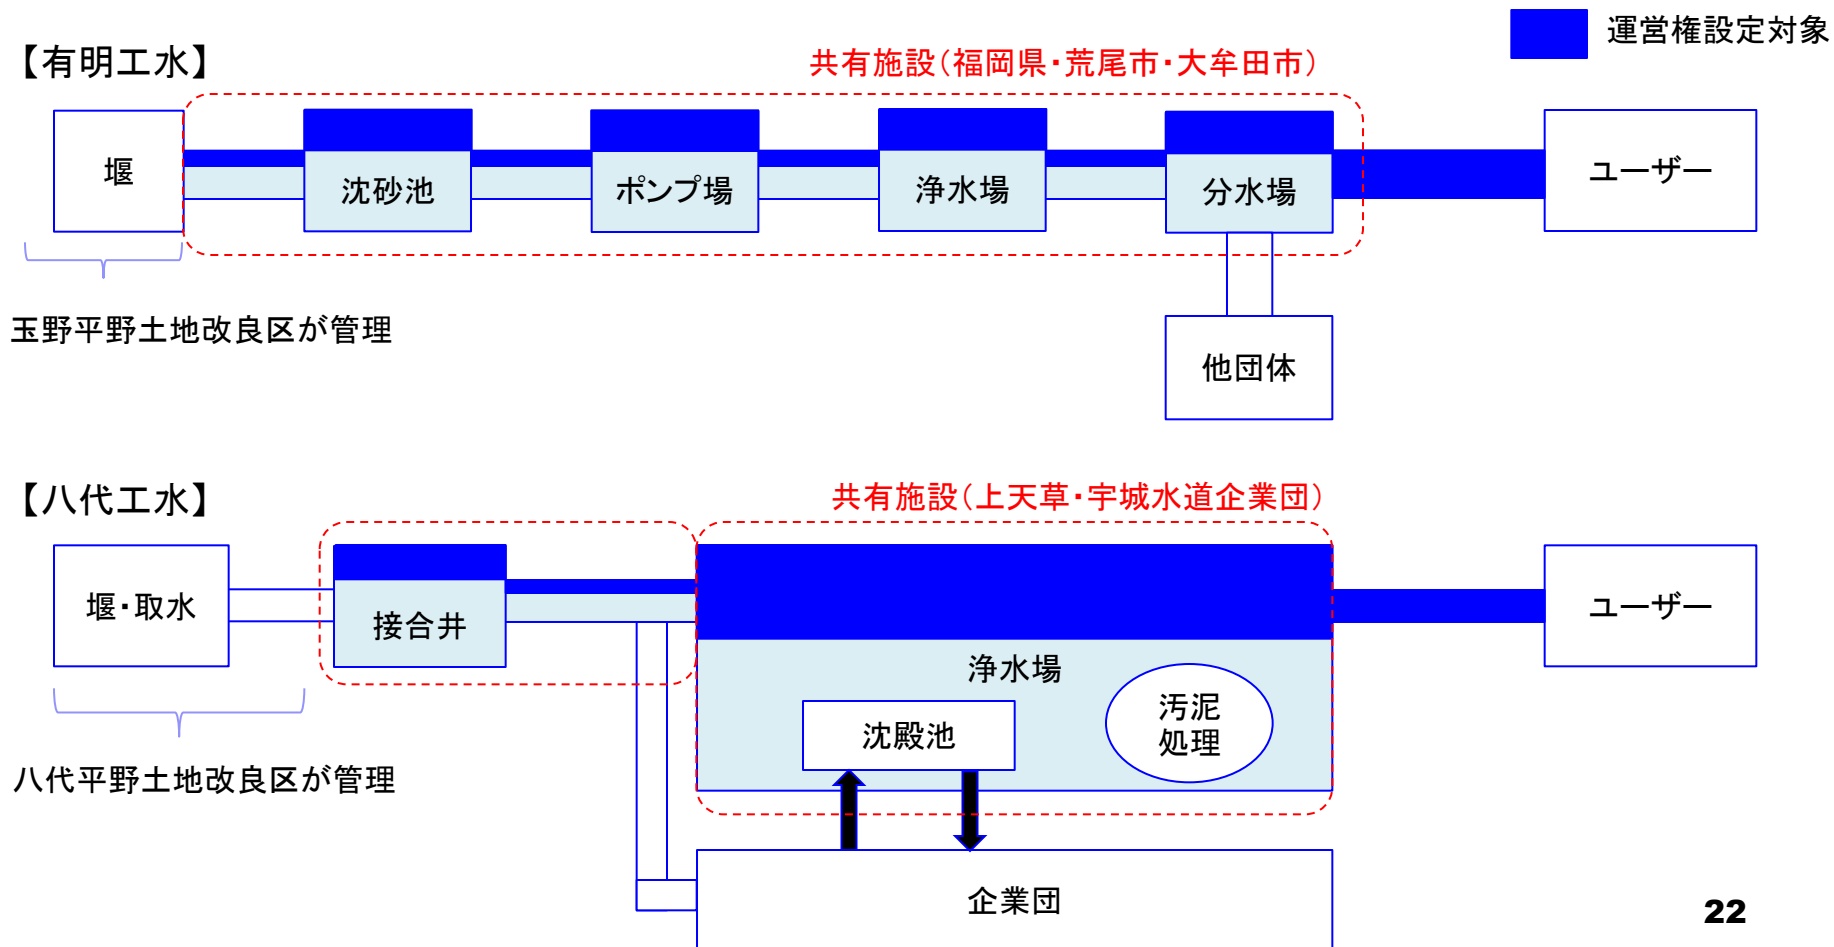 運営権設定対象
【有明工水】
共有施設（福岡県・荒尾市・大牟田市）
堰
沈砂池
ポンプ場
浄水場
分水場
ユーザー
玉野平野土地改良区が管理
他団体
【八代工水】
共有施設（上天草・宇城水道企業団）
堰・取水
接合井
ユーザー
浄水場
沈殿池
汚泥
処理
八代平野土地改良区が管理
企業団
22